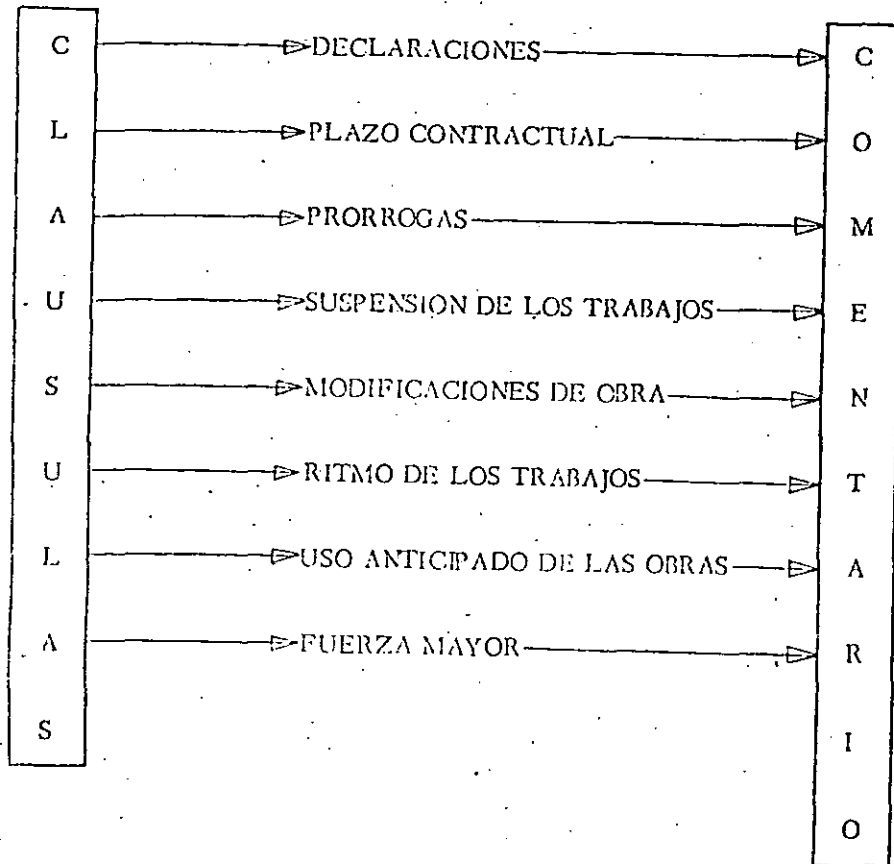 C DECLARACIONES C
L PLAZO CONTRACTUAL O
A PRORROGAS M
U SUSPENSION DE LOS TRABAJOS E
S MODIFICACIONES DE OBRA N
U RITMO DE LOS TRABAJOS T
L USO ANTICIPADO DE LAS OBRAS A
A FUERZA MAYOR R
S I
O